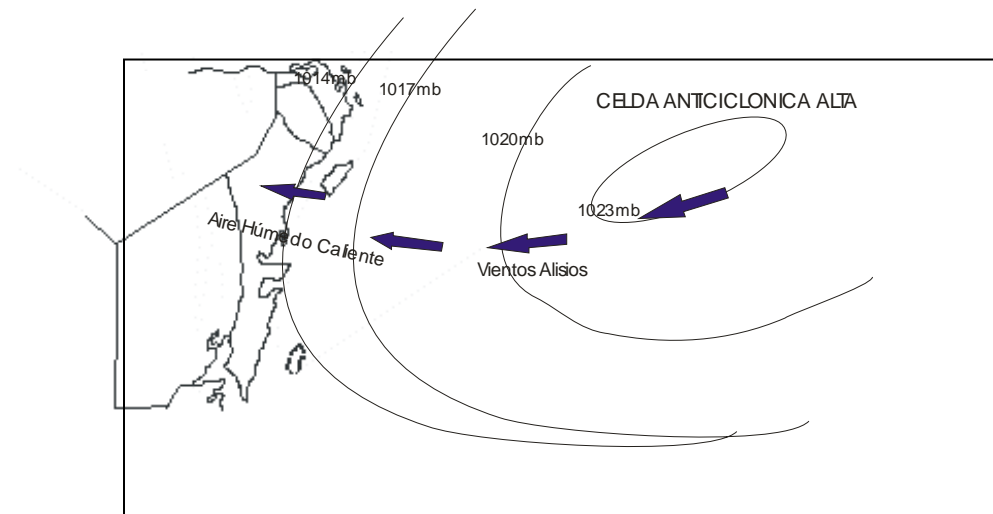 1014mb
1017mb
CELDA ANTICICLONICA ALTA
1020mb
1023mb
Aire Húmedo Caliente
Vientos Alisios